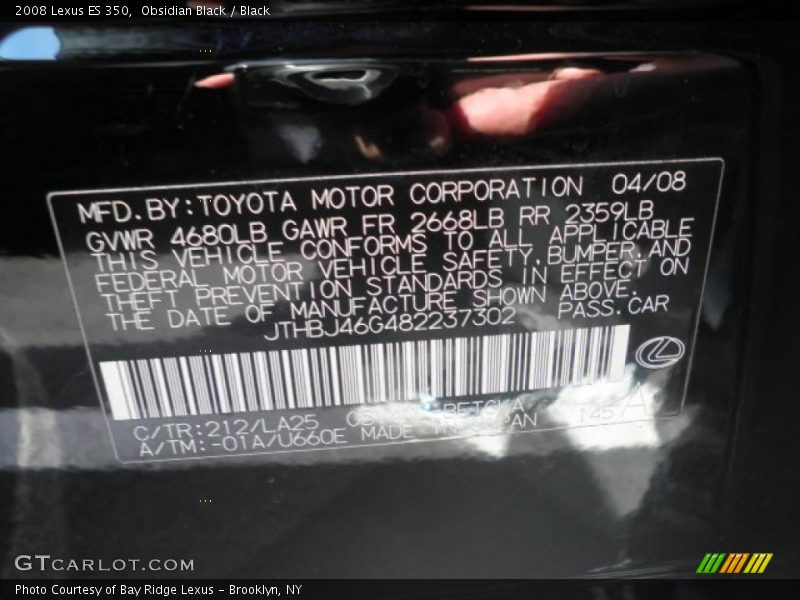 2008 Lexus ES 350, Obsidian Black / Black
MFD.BY:TOYOTA MOTOR CORPORATION 04/08
GVWR 4680LB GAWR FR 2668LB RR 2359LB
THIS VEHICLE CONFORMS TO ALL APPLICABLE
FEDERAL MOTOR VEHICLE SAFETY,BUMPER,AND
THEFT PREVENTION STANDARDS IN EFFECT ON
THE DATE OF MANUFACTURE SHOWN ABOVE.
JTHBJ46G482237302 PASS.CAR
C/TR:212/LA25
A/TM:-01A/U660E MADE IN JAPAN 145
GTCARLOT.COM
Photo Courtesy of Bay Ridge Lexus – Brooklyn, NY